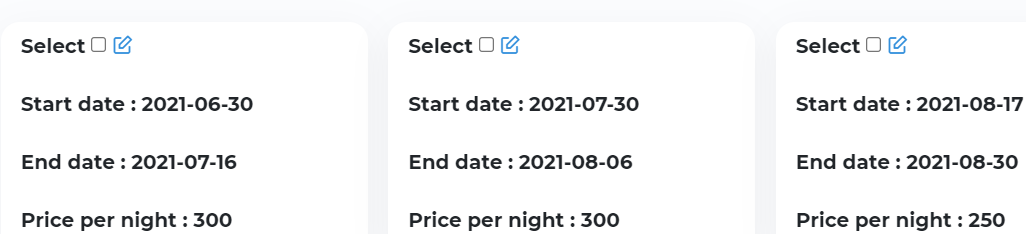 Select
Start date : 2021-06-30
End date : 2021-07-16
Price per night : 300
Select
Start date : 2021-07-30
End date : 2021-08-06
Price per night : 300
Select
Start date : 2021-08-17
End date : 2021-08-30
Price per night : 250